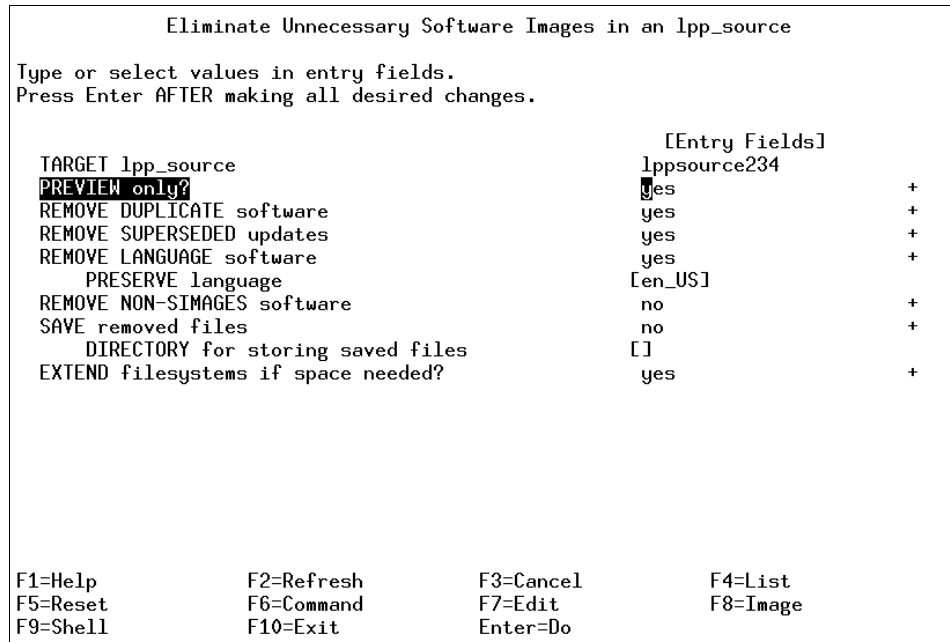 Eliminate Unnecessary Software Images in an lpp_source
Type or select values in entry fields.
Press Enter AFTER making all desired changes.
[Entry Fields]
TARGET lpp_source lppsource234
PREVIEW only? yes +
REMOVE DUPLICATE software yes +
REMOVE SUPERSEDED updates yes +
REMOVE LANGUAGE software yes +
PRESERVE language [en_US]
REMOVE NON-SIMAGES software no +
SAVE removed files no +
DIRECTORY for storing saved files []
EXTEND filesystems if space needed? yes +
F1=Help F2=Refresh F3=Cancel F4=List
F5=Reset F6=Command F7=Edit F8=Image
F9=Shell F10=Exit Enter=Do